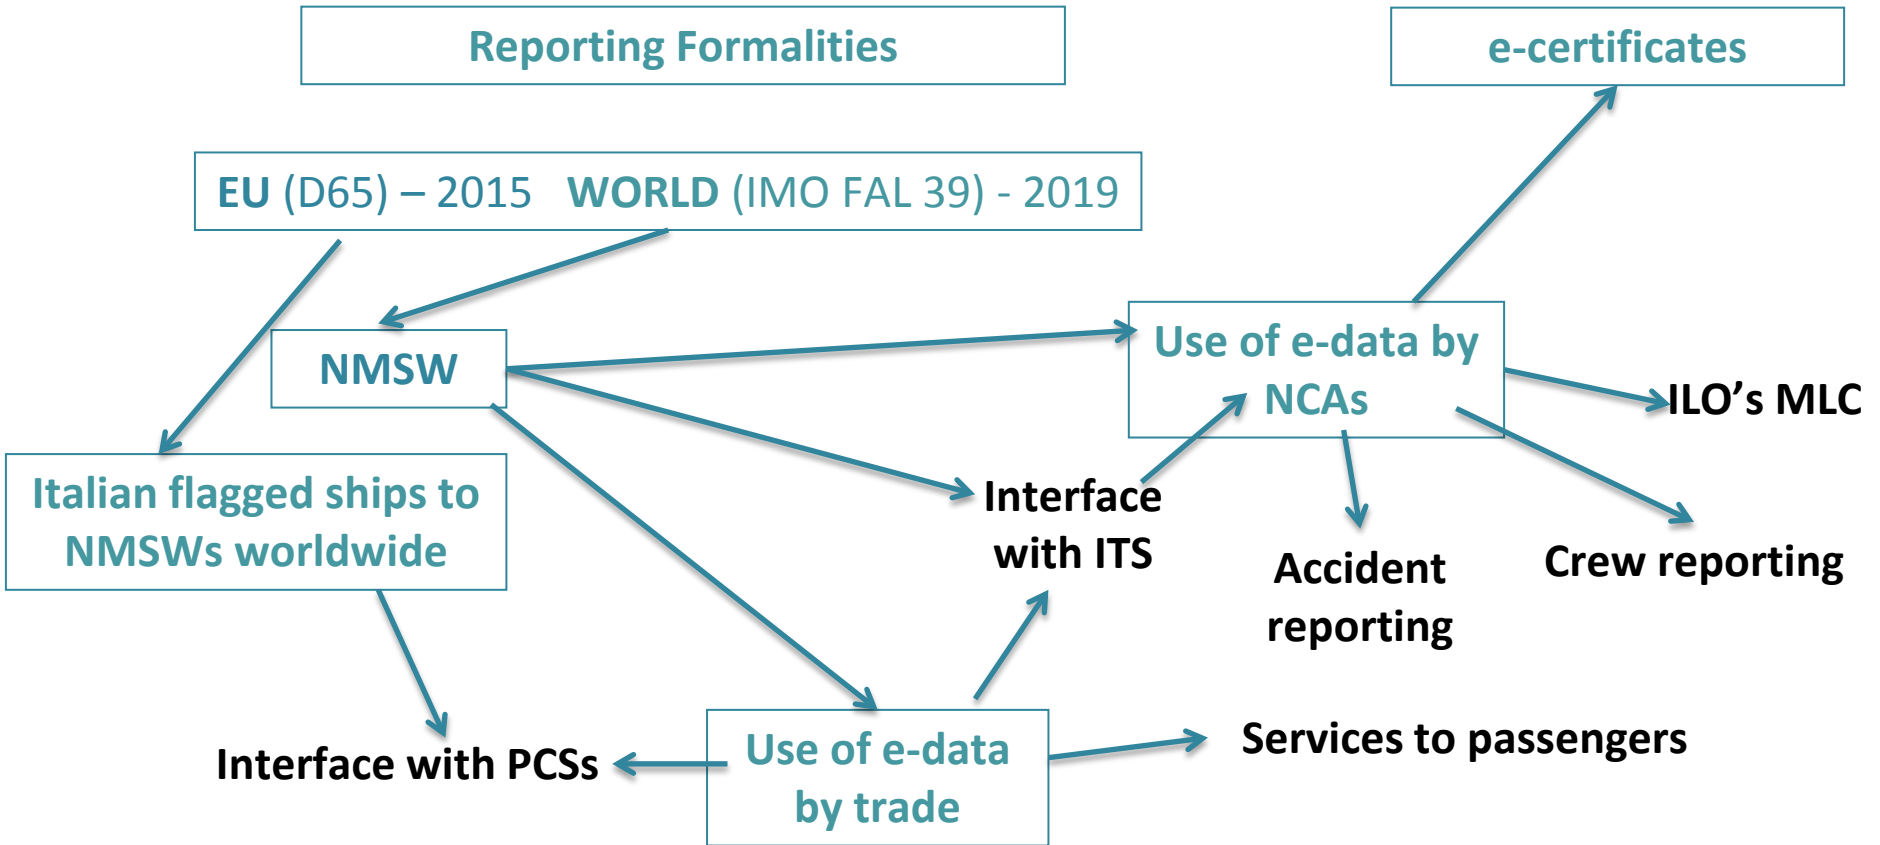 Reporting Formalities
e-certificates
EU (D65) – 2015 WORLD (IMO FAL 39) - 2019
NMSW
Use of e-data by
NCAs
ILO’s MLC
Italian flagged ships to
NMSWs worldwide
Interface
with ITS
Accident
reporting
Crew reporting
Interface with PCSs
Use of e-data
by trade
Services to passengers